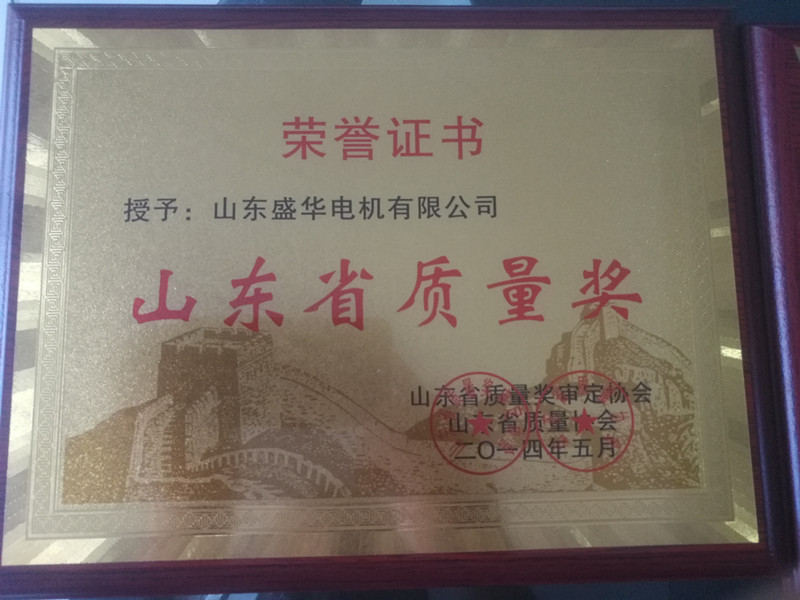 荣誉证书
授予：山东盛华电机有限公司
山东省质量奖
山东省质量奖审定协会
山东省质量协会
二〇一四年五月